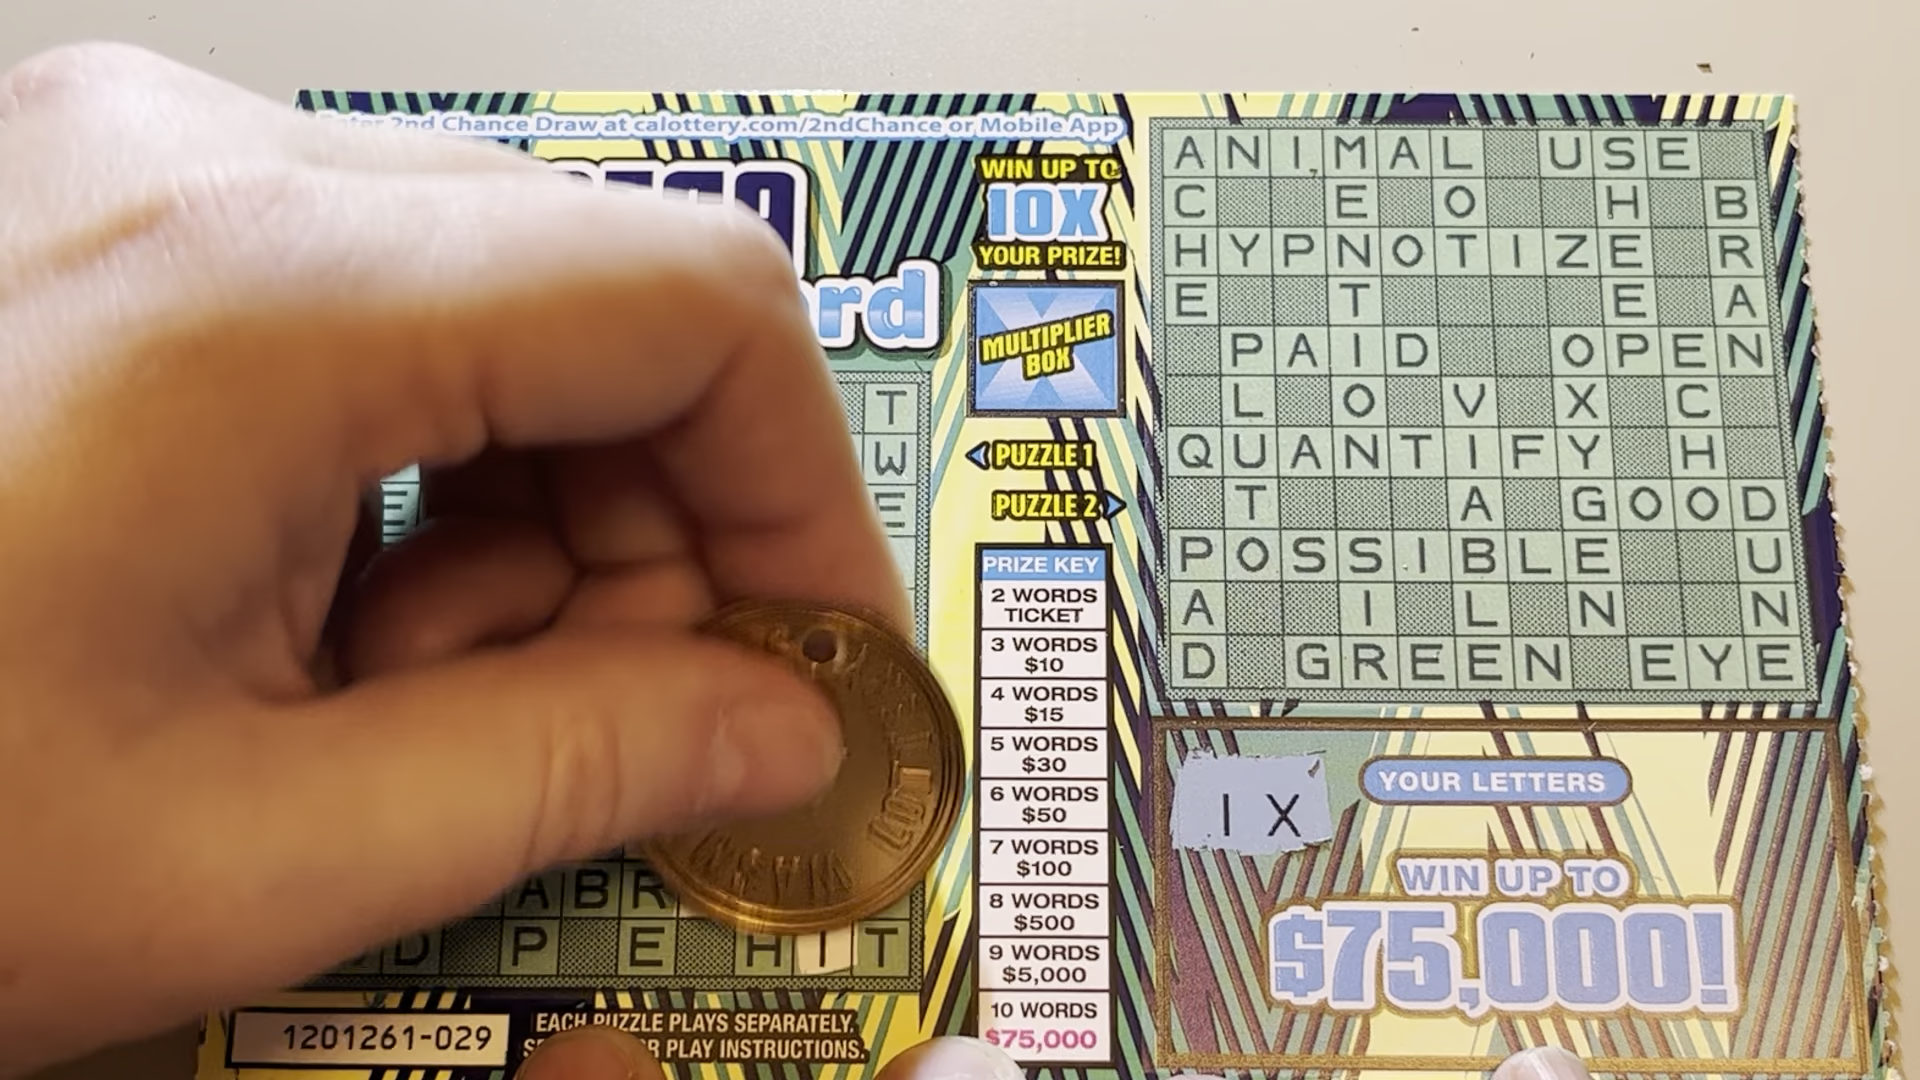 2nd Chance Draw at calottery.com/2ndChance or Mobile App
WIN UP TO
10X
YOUR PRIZE!
MULTIPLIER
BOX
PUZZLE 1
PUZZLE 2
PRIZE KEY
2 WORDS
TICKET
3 WORDS
$10
4 WORDS
$15
5 WORDS
$30
6 WORDS
$50
7 WORDS
$100
8 WORDS
$500
9 WORDS
$5,000
10 WORDS
$75,000
T
W
E
E
A B R
D P E H I T
1201261-029
EACH PUZZLE PLAYS SEPARATELY.
PLAY INSTRUCTIONS.
A N I M A L U S E
C E O H B
H Y P N O T I Z E R
E T E A
P A I D O P E N
L O V X C
Q U A N T I F Y H
T A G O O D
P O S S I B L E U
A I L N N
D G R E E N E Y E
I X
YOUR LETTERS
WIN UP TO
$75,000!